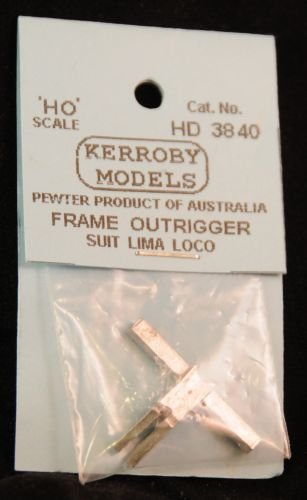 'HO'
SCALE
Cat. No.
HD 3840
KERROBY
MODELS
PEWTER PRODUCT OF AUSTRALIA
FRAME OUTRIGGER
SUIT LIMA LOCO